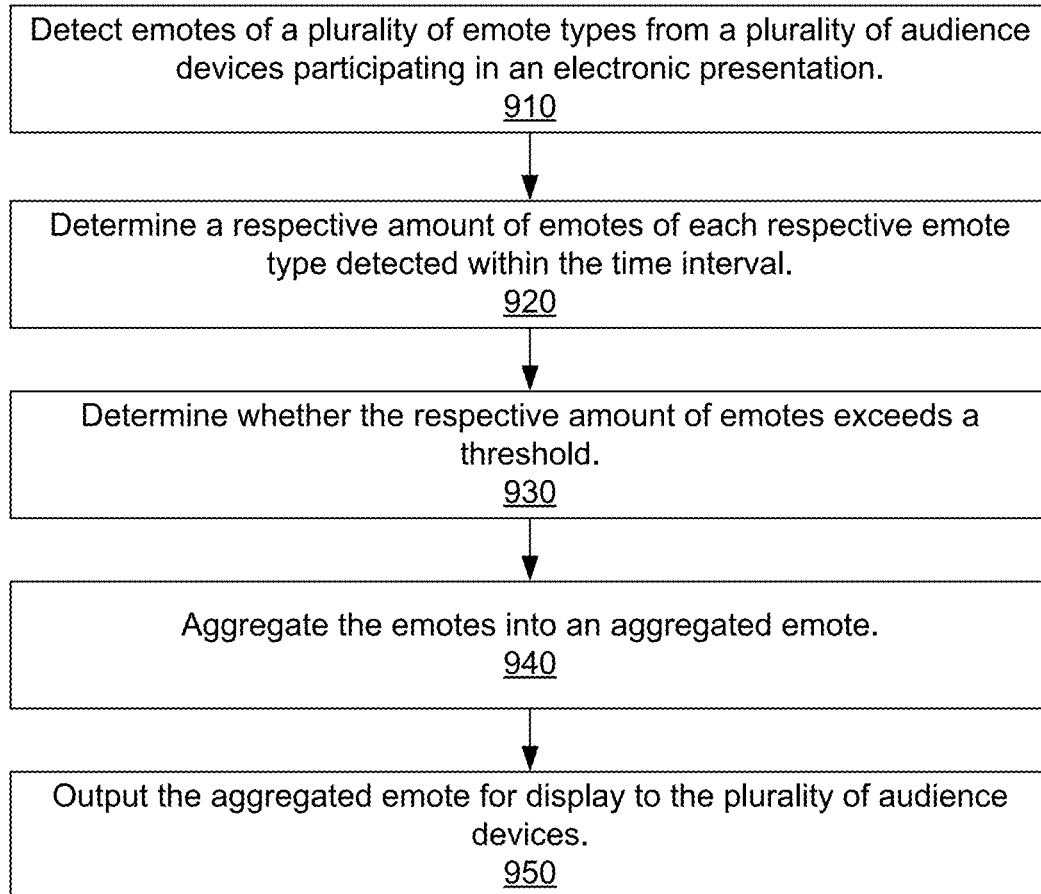 Detect emotes of a plurality of emote types from a plurality of audience
devices participating in an electronic presentation.
910
Determine a respective amount of emotes of each respective emote
type detected within the time interval.
920
Determine whether the respective amount of emotes exceeds a
threshold.
930
Aggregate the emotes into an aggregated emote.
940
Output the aggregated emote for display to the plurality of audience
devices.
950